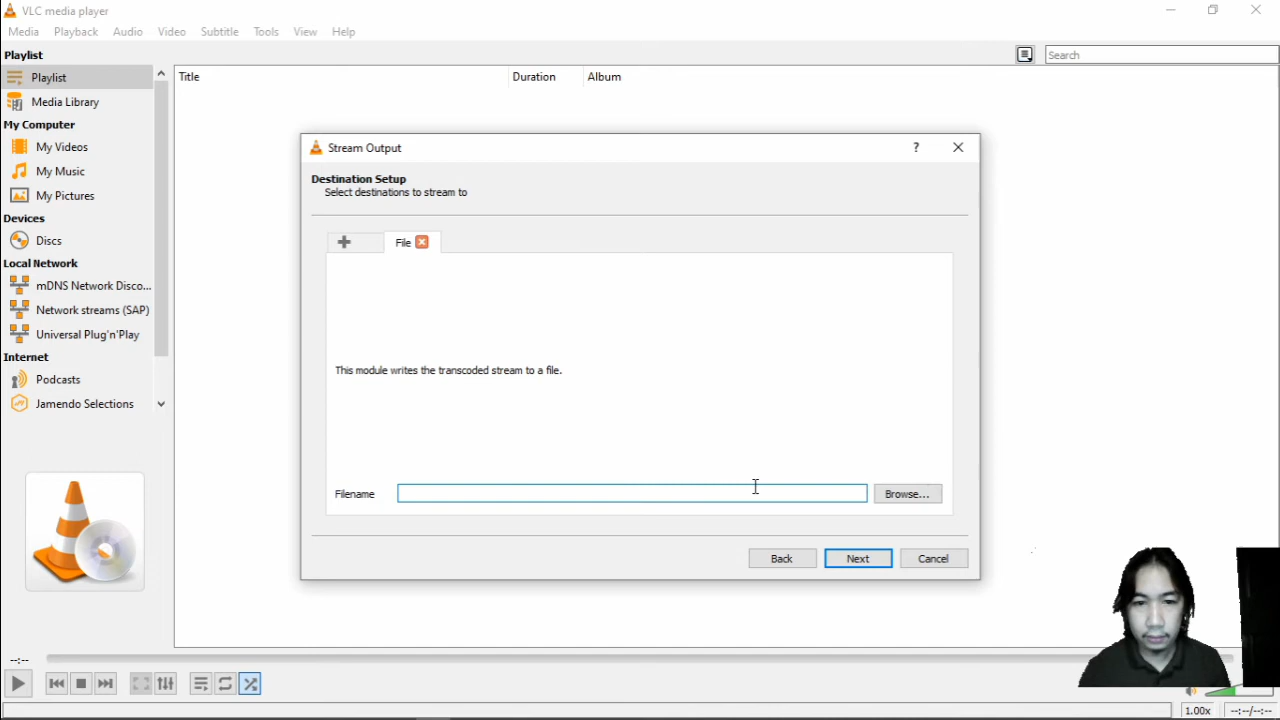 VLC media player
Media Playback Audio Video Subtitle Tools View Help
Playlist
Search
Playlist
Title Duration Album
Media Library
My Computer
My Videos
My Music
My Pictures
Devices
Discs
Local Network
mDNS Network Disco...
Network streams (SAP)
Universal Plug'n'Play
Internet
Podcasts
Jamendo Selections
Stream Output
?
Destination Setup
Select destinations to stream to
File
This module writes the transcoded stream to a file.
Filename
Browse...
Back Next Cancel
--:--
1.00x --:--/--:--